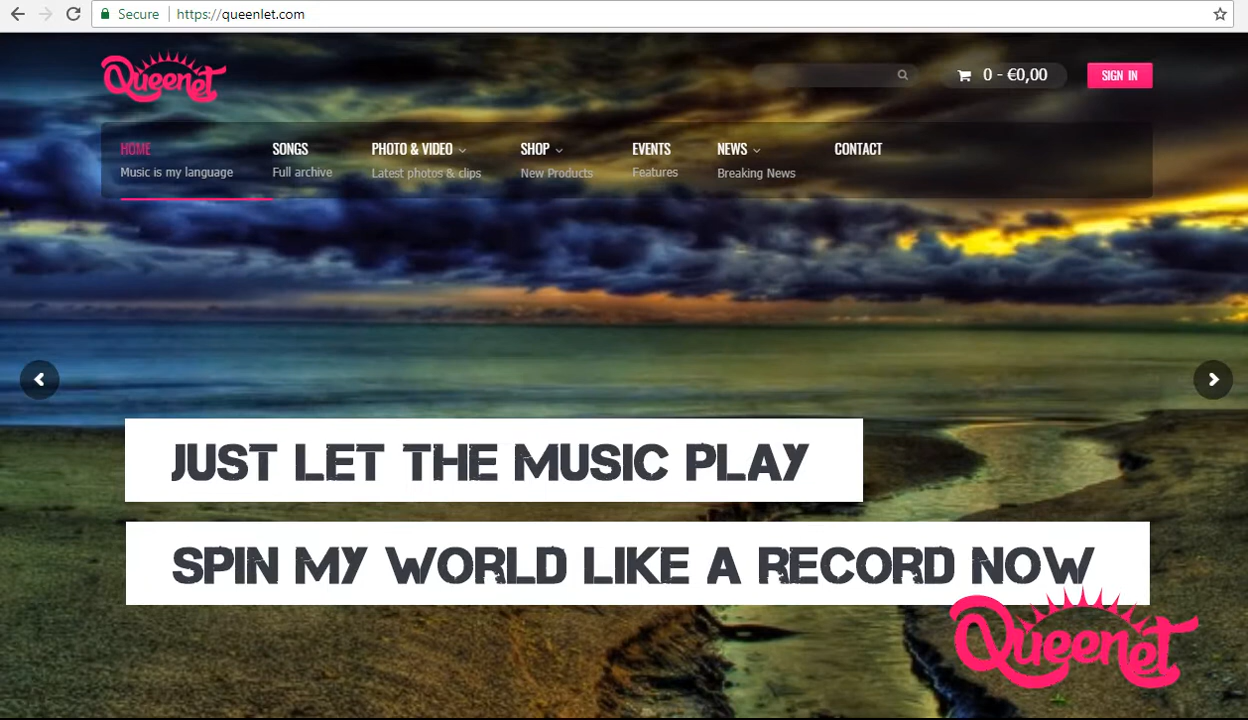 Secure
https://queenlet.com
Queenet
0 - €0,00
SIGN IN
HOME
Music is my language
SONGS
Full archive
PHOTO & VIDEO
Latest photos & clips
SHOP
New Products
EVENTS
Features
NEWS
Breaking News
CONTACT
JUST LET THE MUSIC PLAY
SPIN MY WORLD LIKE A RECORD NOW
Queenet